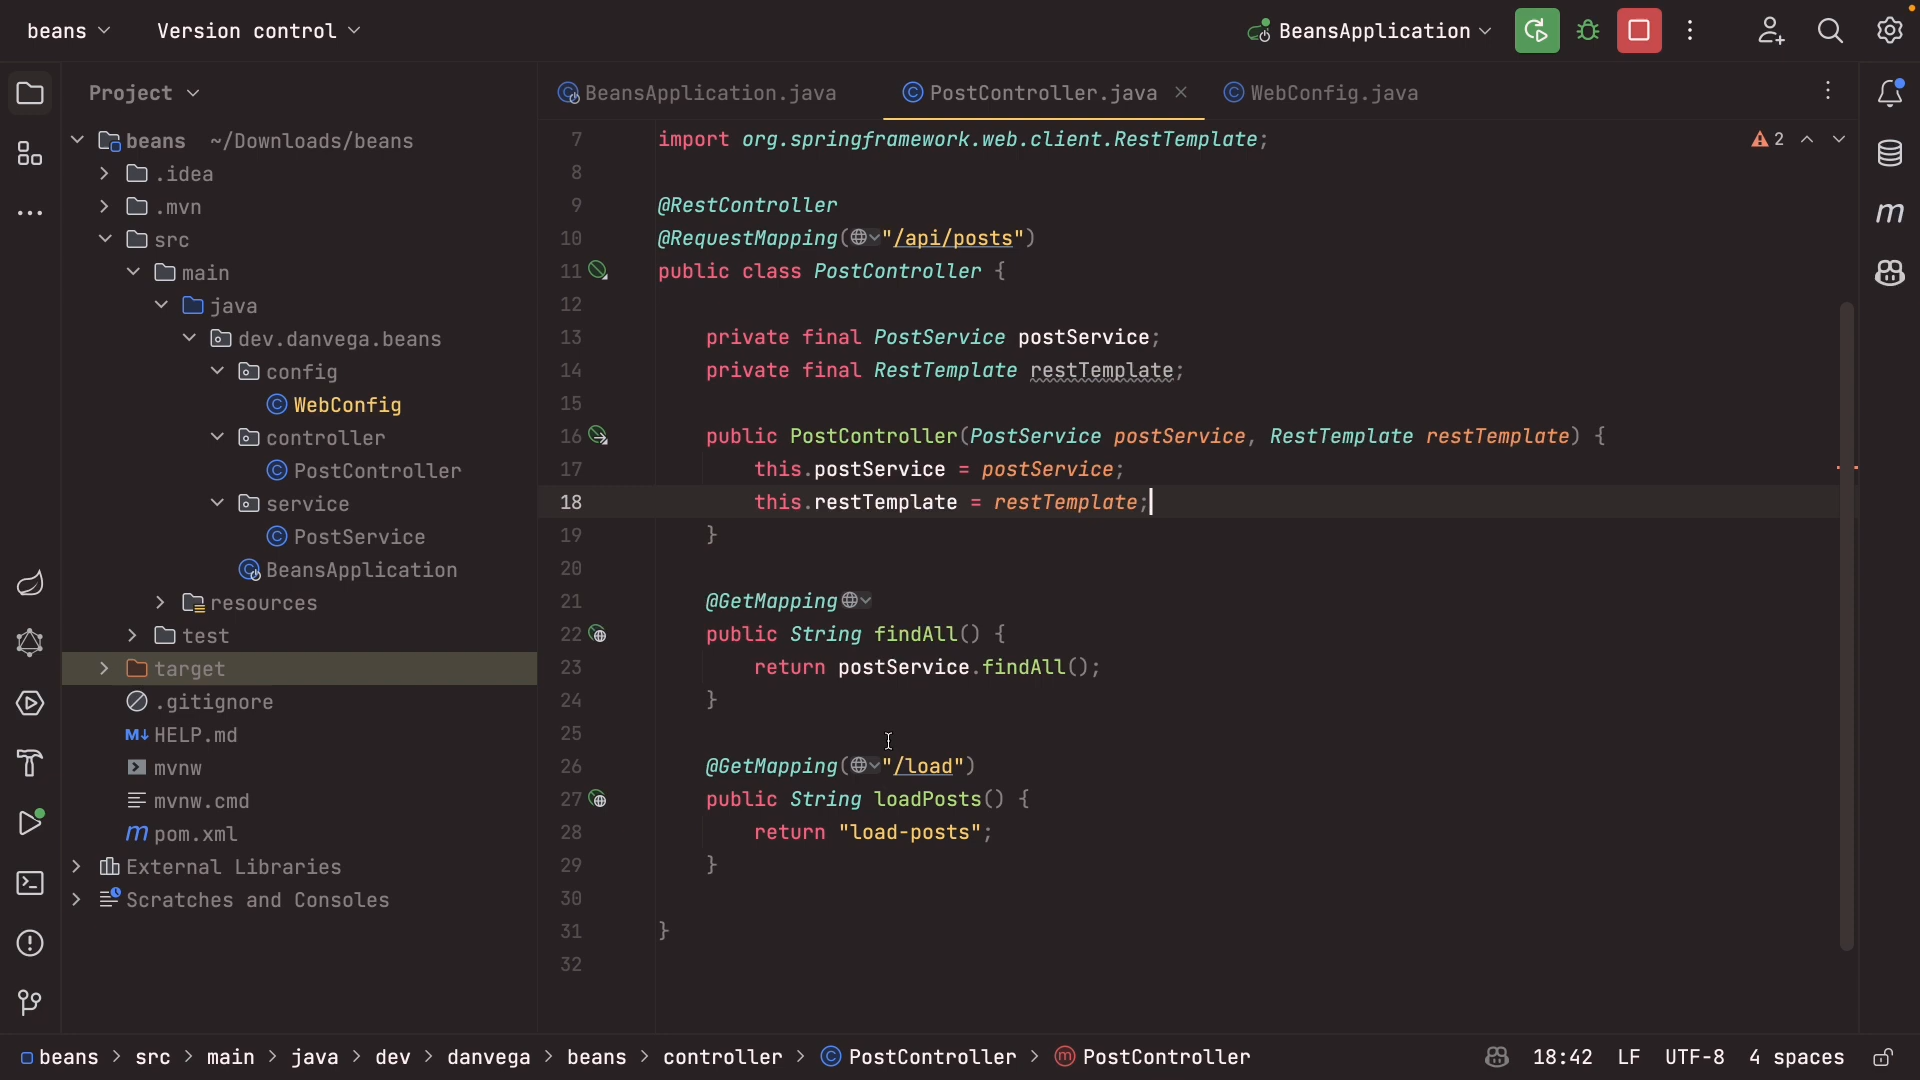 beans
Version control
BeansApplication
Project
BeansApplication.java
PostController.java
WebConfig.java
beans ~/Downloads/beans
.idea
.mvn
src
main
java
dev.danvega.beans
config
WebConfig
controller
PostController
service
PostService
BeansApplication
resources
test
target
.gitignore
M↓ HELP.md
mvnw
mvnw.cmd
m pom.xml
External Libraries
Scratches and Consoles
2
7 import org.springframework.web.client.RestTemplate;
8
9 @RestController
10 @RequestMapping("/api/posts")
11 public class PostController {
12
13 private final PostService postService;
14 private final RestTemplate restTemplate;
15
16 public PostController(PostService postService, RestTemplate restTemplate) {
17 this.postService = postService;
18 this.restTemplate = restTemplate;
19 }
20
21 @GetMapping
22 public String findAll() {
23 return postService.findAll();
24 }
25
26 @GetMapping("/load")
27 public String loadPosts() {
28 return "load-posts";
29 }
30
31 }
32
m
beans > src > main > java > dev > danvega > beans > controller > PostController > PostController
18:42 LF UTF-8 4 spaces